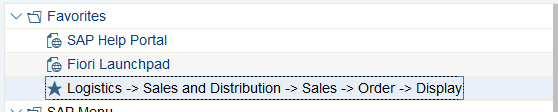 Favorites
SAP Help Portal
Fiori Launchpad
Logistics -> Sales and Distribution -> Sales -> Order -> Display
SAP Menu